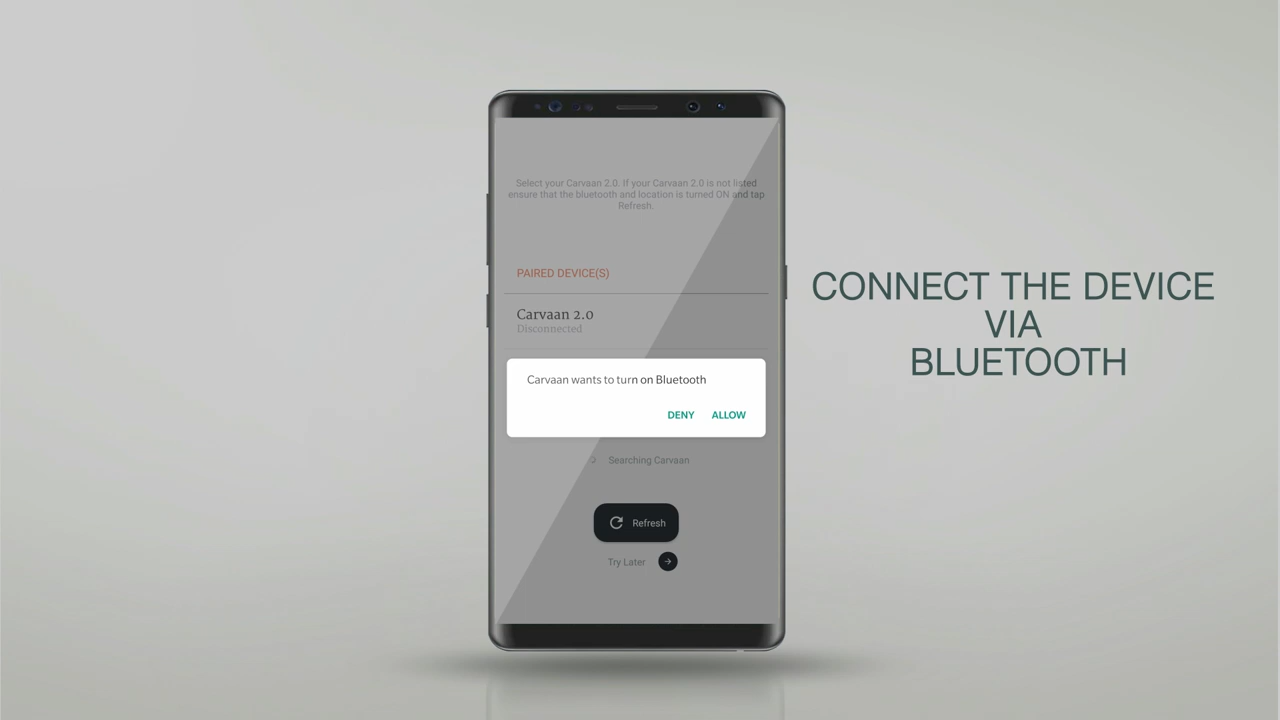 Select your Carvaan 2.0. If your Carvaan 2.0 is not listed
ensure that the bluetooth and location is turned ON and tap
Refresh.
PAIRED DEVICE(S)
Carvaan 2.0
Disconnected
Carvaan wants to turn on Bluetooth
DENY ALLOW
Searching Carvaan
Refresh
Try Later
CONNECT THE DEVICE
VIA
BLUETOOTH